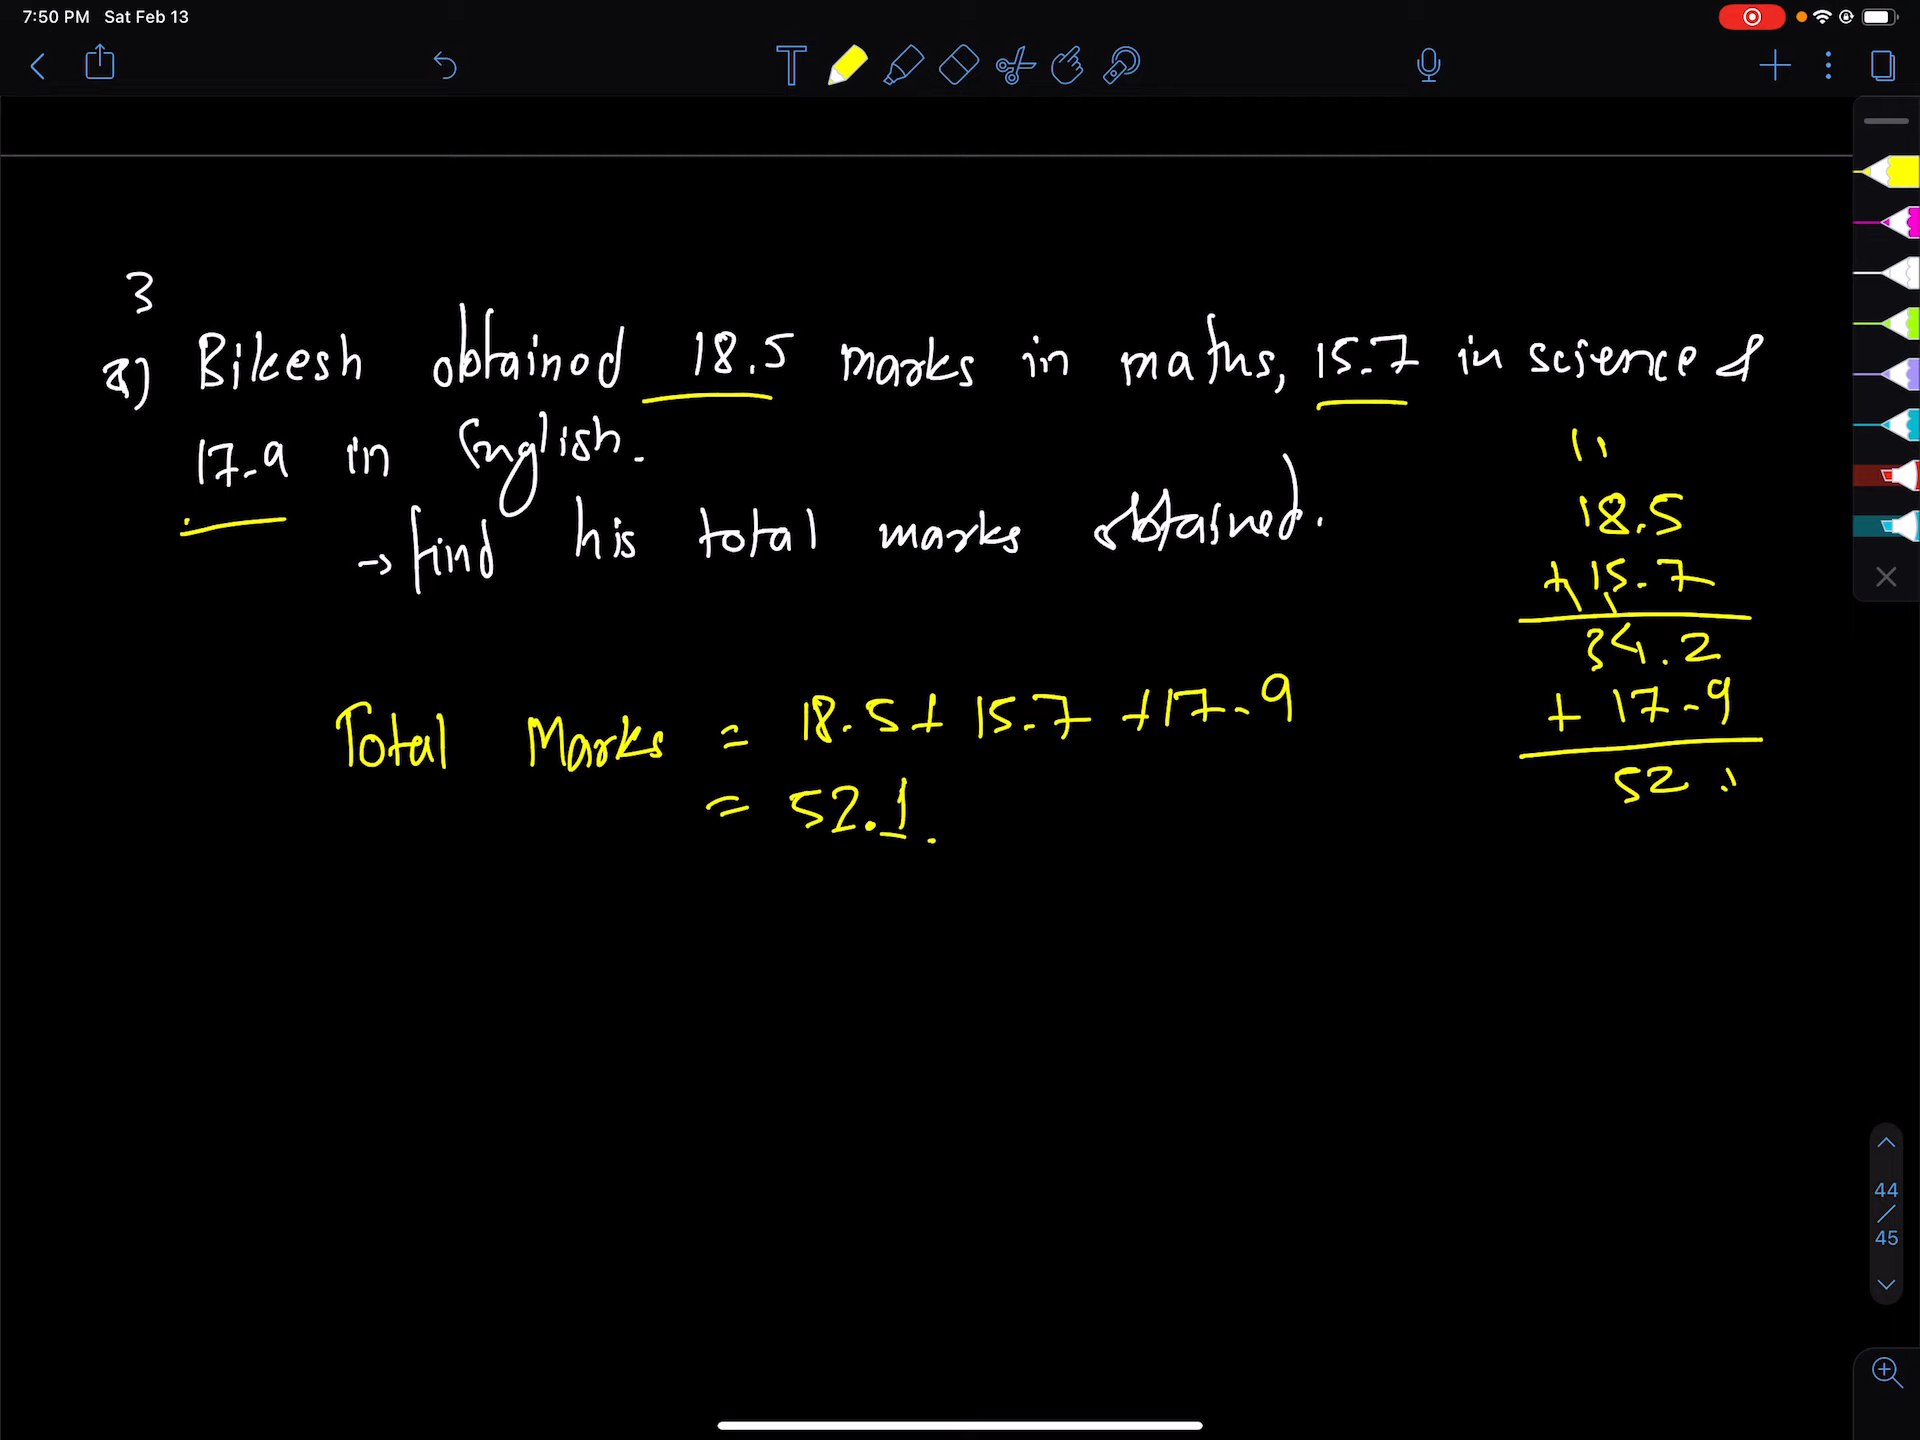 7:50 PM Sat Feb 13
3
a) Bikesh obtained 18.5 marks in maths, 15.7 in science &
17.9 in English.
→ find his total marks obtained.
11
18.5
+ 15.7
34.2
+ 17.9
52.1
Total Marks = 18.5 + 15.7 + 17.9
= 52.1.
44
/
45